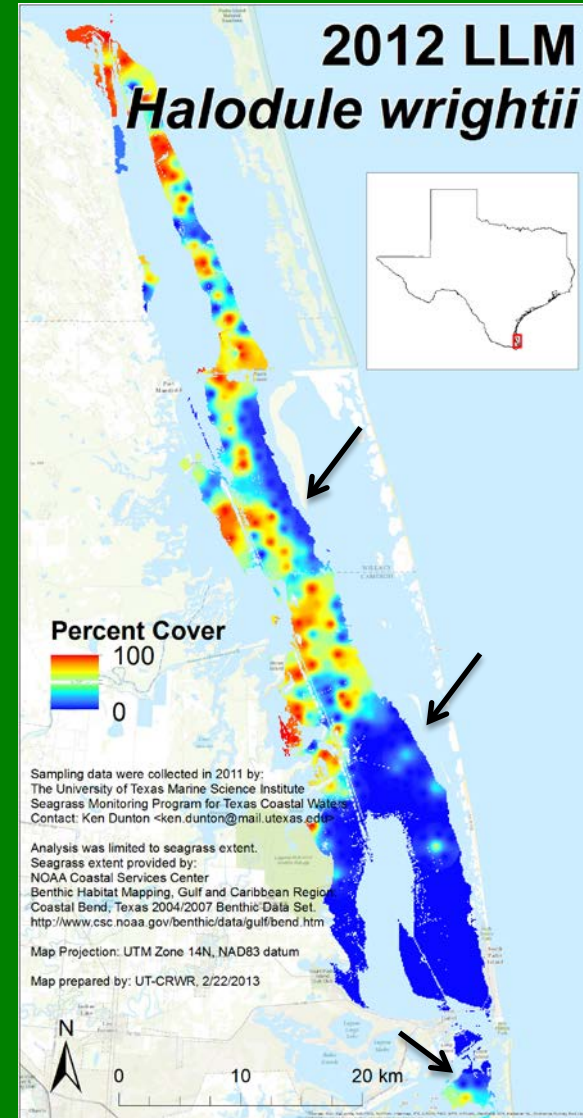 2012 LLM
Halodule wrightii
Port
Mansfield
WILLACY
CAMERON
Percent Cover
100
0
Sampling data were collected in 2011 by:
The University of Texas Marine Science Institute
Seagrass Monitoring Program for Texas Coastal Waters
Contact: Ken Dunton <ken.dunton@mail.utexas.edu>
Analysis was limited to seagrass extent.
Seagrass extent provided by:
NOAA Coastal Services Center
Benthic Habitat Mapping, Gulf and Caribbean Region
Coastal Bend, Texas 2004/2007 Benthic Data Set.
http://www.csc.noaa.gov/benthic/data/gulf/bend.htm
Map Projection: UTM Zone 14N, NAD83 datum
Map prepared by: UT-CRWR, 2/22/2013
N
0 10 20 km